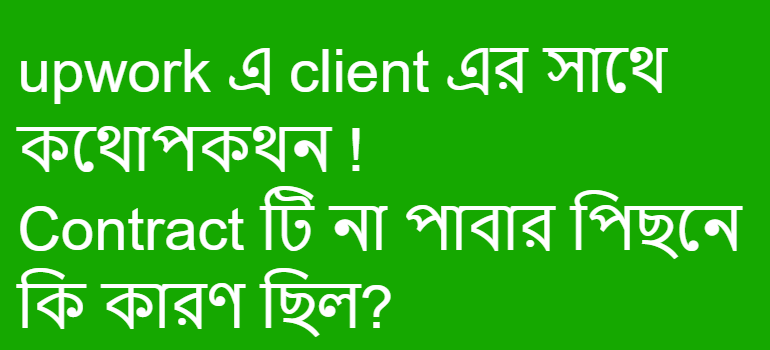 upwork এ client এর সাথে
কথোপকথন !
Contract টি না পাবার পিছনে
কি কারণ ছিল?